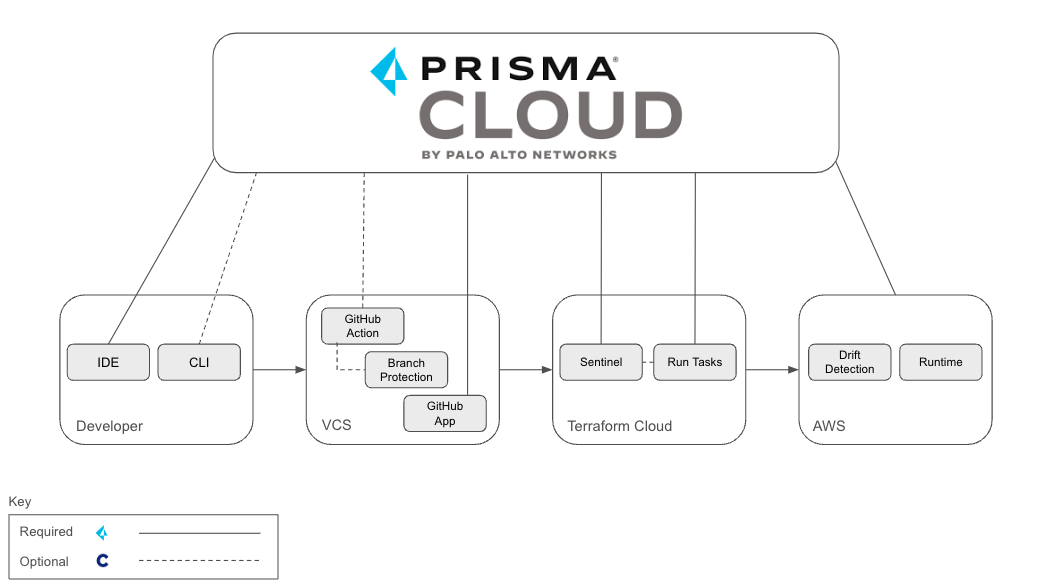 PRISMA®
CLOUD
BY PALO ALTO NETWORKS
IDE
CLI
Developer
GitHub
Action
Branch
Protection
GitHub
App
VCS
Sentinel
Run Tasks
Terraform Cloud
Drift
Detection
Runtime
AWS
Key
Required
Optional